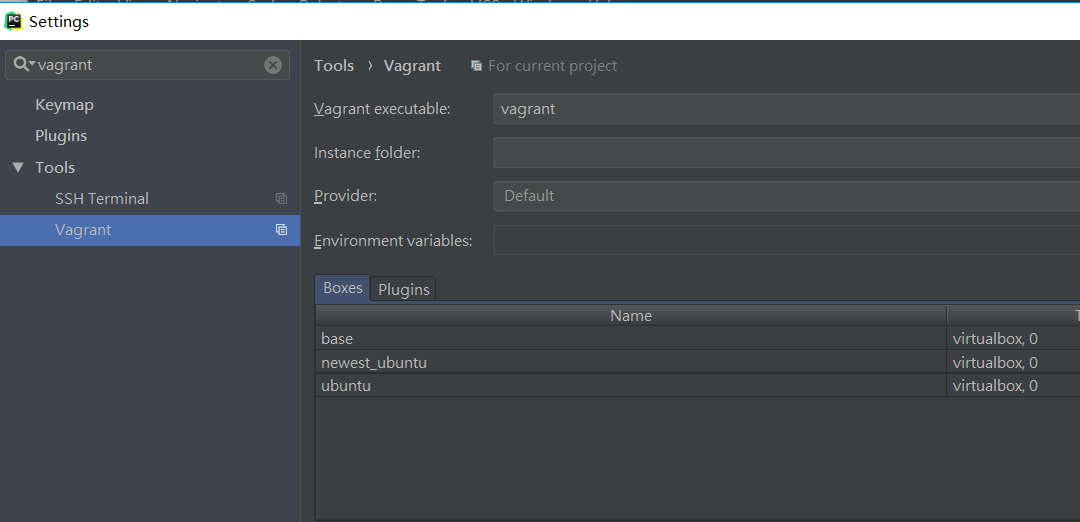 PC
Settings
vagrant
Keymap
Plugins
Tools
SSH Terminal
Vagrant
Tools › Vagrant For current project
Vagrant executable: vagrant
Instance folder:
Provider: Default
Environment variables:
Boxes Plugins
Name
base virtualbox, 0
newest_ubuntu virtualbox, 0
ubuntu virtualbox, 0